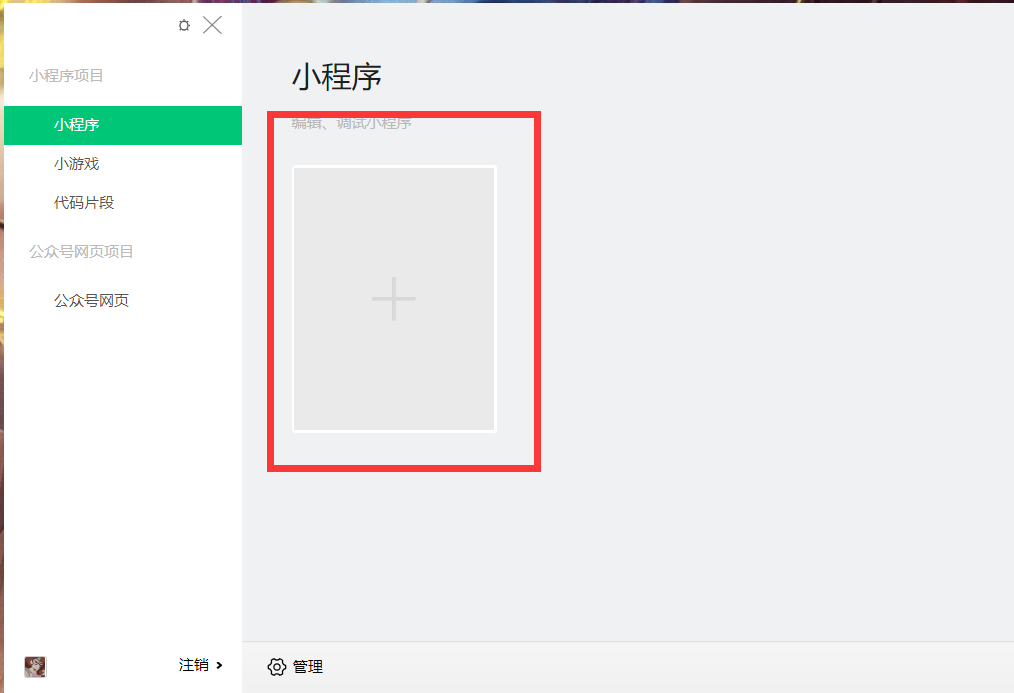 小程序项目
小程序
小游戏
代码片段
公众号网页项目
公众号网页
注销
小程序
编辑、调试小程序
管理